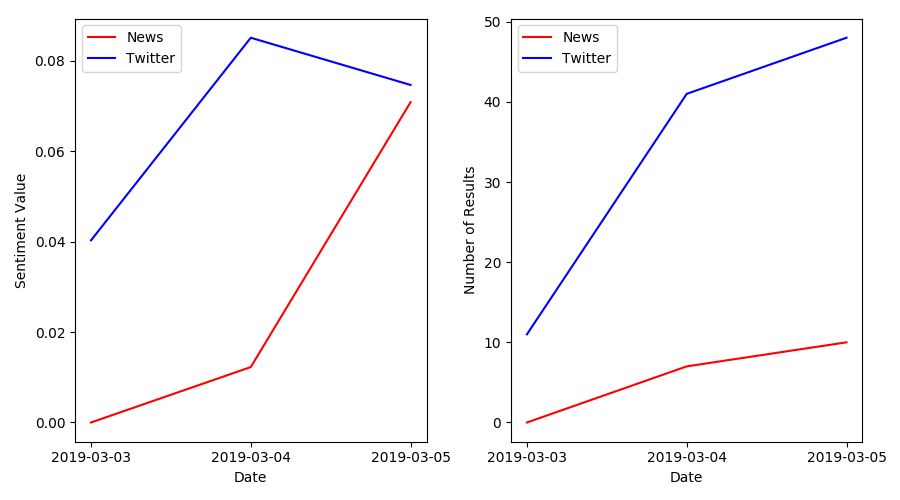 News
Twitter
0.08
0.06
0.04
0.02
0.00
Sentiment Value
2019-03-03 2019-03-04 2019-03-05
Date
News
Twitter
50
40
30
20
10
0
Number of Results
2019-03-03 2019-03-04 2019-03-05
Date